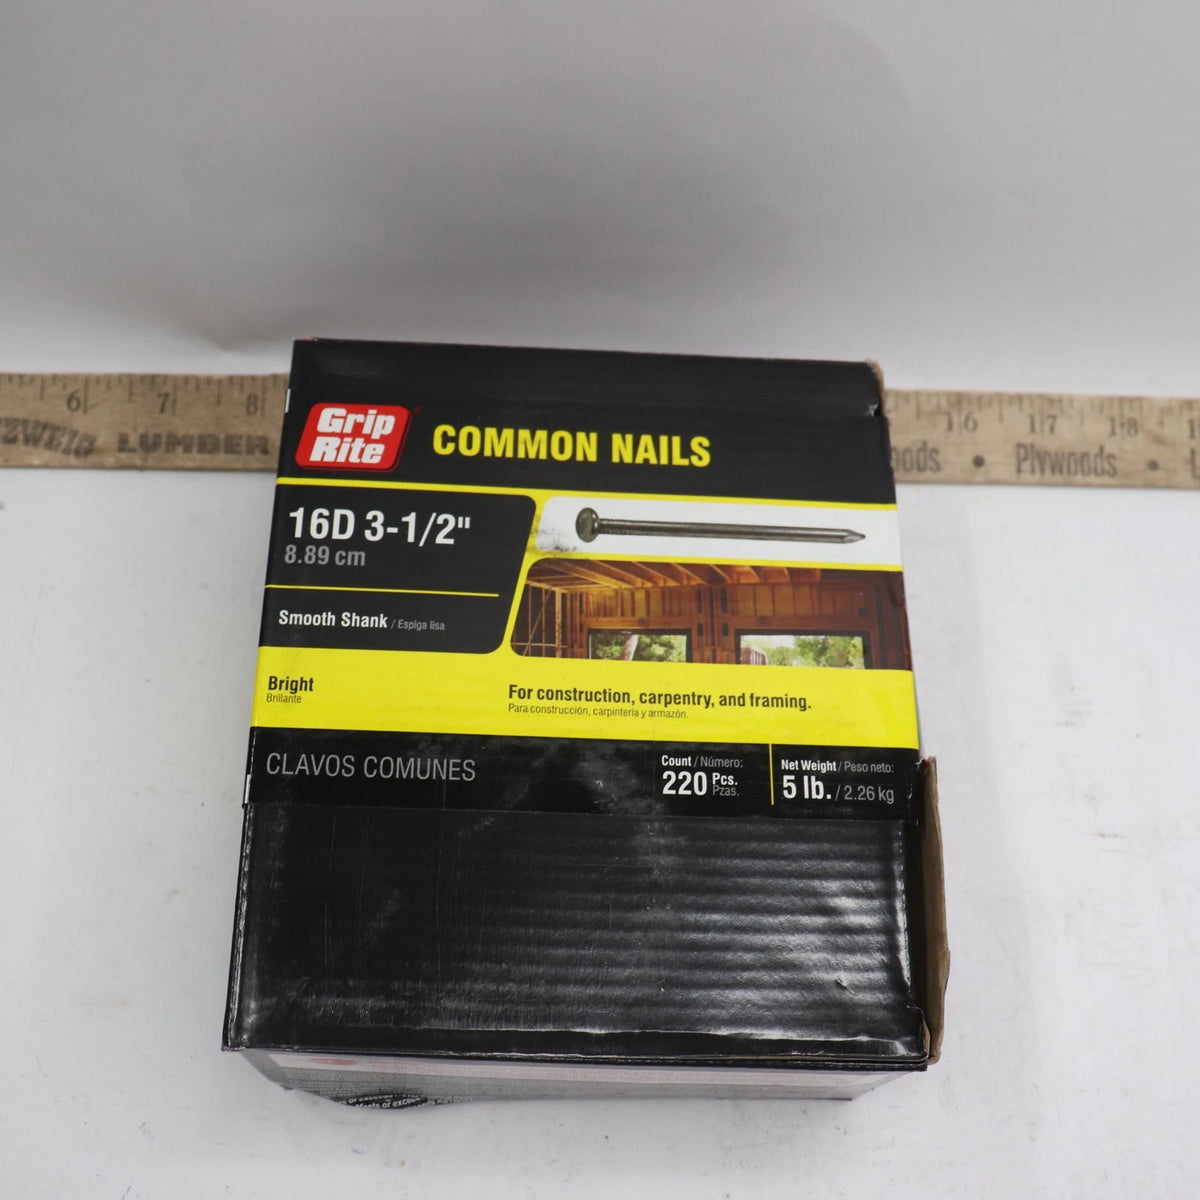 6 7 8
LUMBER
16 17 18
Plywoods
Grip
Rite
COMMON NAILS
16D 3-1/2"
8.89 cm
Smooth Shank / Espiga lisa
Bright
Brillante
For construction, carpentry, and framing.
Para construcción, carpintería y armazón.
CLAVOS COMUNES
Count / Número:
220 Pcs.
Pzas.
Net Weight / Peso neto:
5 lb. / 2.26 kg